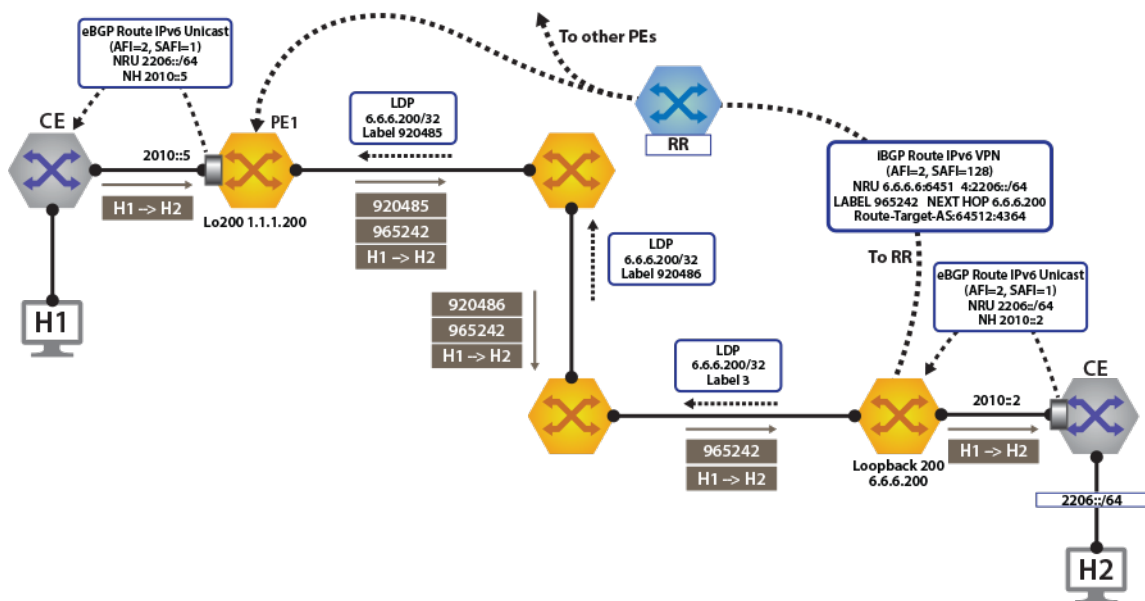 eBGP Route IPv6 Unicast
(AFI=2, SAFI=1)
NRU 2206::/64
NH 2010::5
To other PEs
CE
PE1
LDP
6.6.6.200/32
Label 920485
RR
2010::5
H1 –> H2
Lo200 1.1.1.200
920485
965242
H1 –> H2
iBGP Route IPv6 VPN
(AFI=2, SAFI=128)
NRU 6.6.6.6:6451 4:2206::/64
LABEL 965242 NEXT HOP 6.6.6.200
Route-Target-AS:64512:4364
LDP
6.6.6.200/32
Label 920486
To RR
eBGP Route IPv6 Unicast
(AFI=2, SAFI=1)
NRU 2206::/64
NH 2010::2
H1
920486
965242
H1 –> H2
LDP
6.6.6.200/32
Label 3
CE
2010::2
965242
H1 –> H2
Loopback 200
6.6.6.200
H1 –> H2
2206::/64
H2